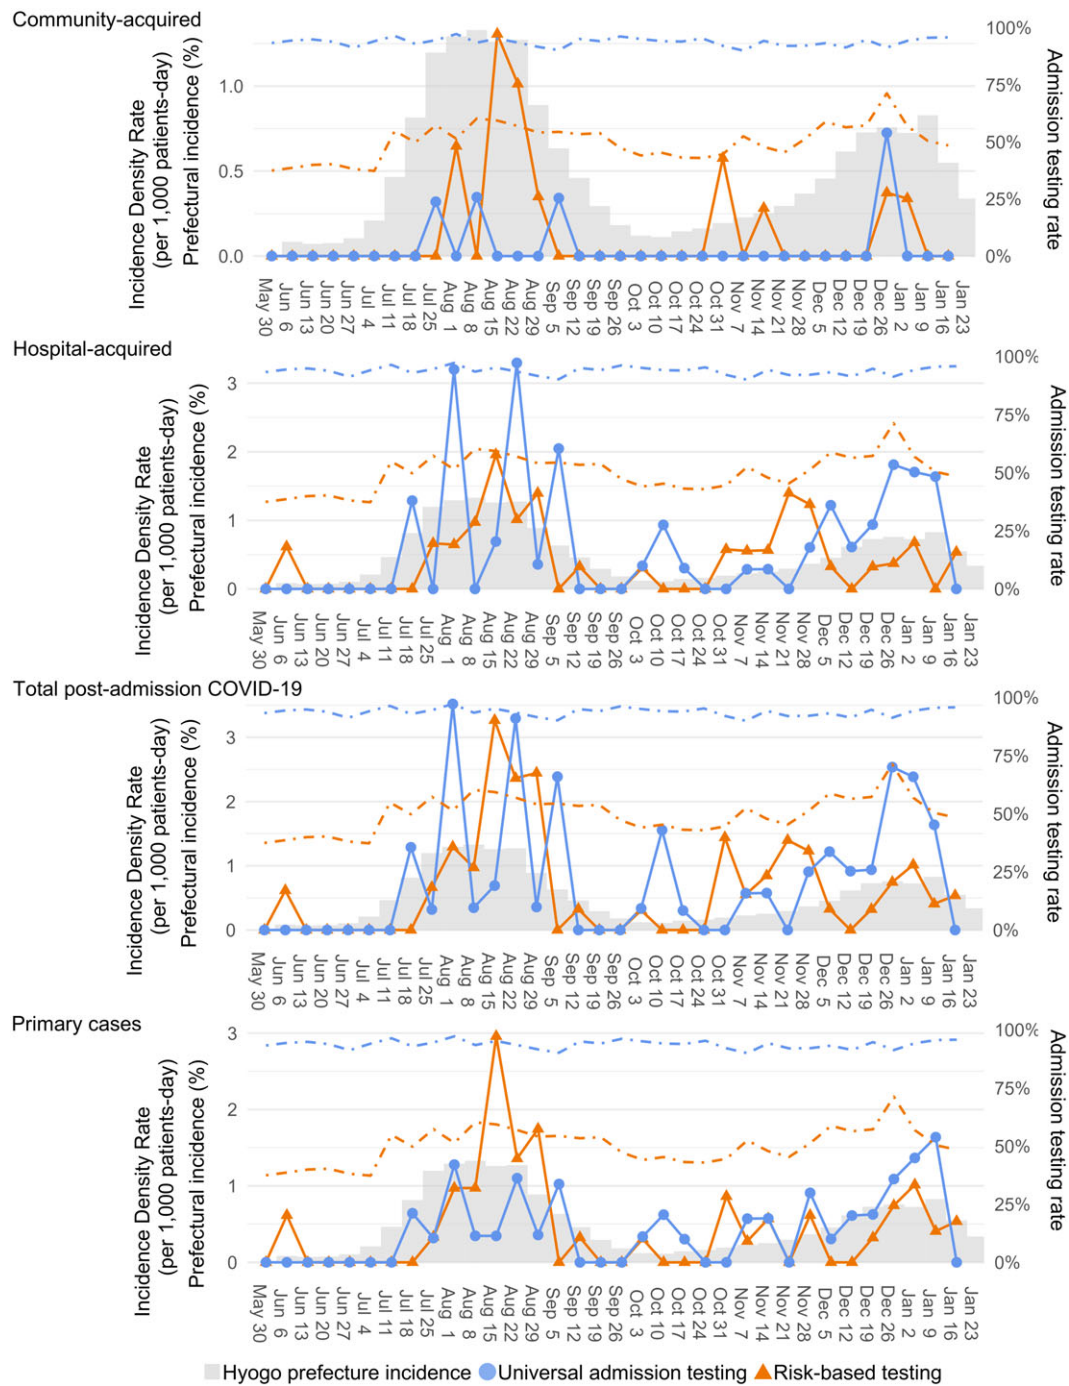 Community-acquired
Incidence Density Rate
(per 1,000 patients-day)
Prefectural incidence (%)
1.0
0.5
0.0
100%
75%
50%
25%
0%
Admission testing rate
May 30 Jun 6 Jun 13 Jun 20 Jun 27 Jul 4 Jul 11 Jul 18 Jul 25 Aug 1 Aug 8 Aug 15 Aug 22 Aug 29 Sep 5 Sep 12 Sep 19 Sep 26 Oct 3 Oct 10 Oct 24 Oct 31 Nov 7 Nov 14 Nov 21 Nov 28 Dec 5 Dec 12 Dec 19 Dec 26 Jan 2 Jan 9 Jan 16 Jan 23
Hospital-acquired
Incidence Density Rate
(per 1,000 patients-day)
Prefectural incidence (%)
3
2
1
0
100%
75%
50%
25%
0%
Admission testing rate
May 30 Jun 6 Jun 13 Jun 20 Jun 27 Jul 4 Jul 11 Jul 18 Jul 25 Aug 1 Aug 8 Aug 15 Aug 22 Aug 29 Sep 5 Sep 12 Sep 19 Sep 26 Oct 3 Oct 10 Oct 24 Oct 31 Nov 7 Nov 14 Nov 21 Nov 28 Dec 5 Dec 12 Dec 19 Dec 26 Jan 2 Jan 9 Jan 16 Jan 23
Total post-admission COVID-19
Incidence Density Rate
(per 1,000 patients-day)
Prefectural incidence (%)
3
2
1
0
100%
75%
50%
25%
0%
Admission testing rate
May 30 Jun 6 Jun 13 Jun 20 Jun 27 Jul 4 Jul 11 Jul 18 Jul 25 Aug 1 Aug 8 Aug 15 Aug 22 Aug 29 Sep 5 Sep 12 Sep 19 Sep 26 Oct 3 Oct 10 Oct 24 Oct 31 Nov 7 Nov 14 Nov 21 Nov 28 Dec 5 Dec 12 Dec 19 Dec 26 Jan 2 Jan 9 Jan 16 Jan 23
Primary cases
Incidence Density Rate
(per 1,000 patients-day)
Prefectural incidence (%)
3
2
1
0
100%
75%
50%
25%
0%
Admission testing rate
May 30 Jun 6 Jun 13 Jun 20 Jun 27 Jul 4 Jul 11 Jul 18 Jul 25 Aug 1 Aug 8 Aug 15 Aug 22 Aug 29 Sep 5 Sep 12 Sep 19 Sep 26 Oct 3 Oct 10 Oct 24 Oct 31 Nov 7 Nov 14 Nov 21 Nov 28 Dec 5 Dec 12 Dec 19 Dec 26 Jan 2 Jan 9 Jan 16 Jan 23
Hyogo prefecture incidence Universal admission testing Risk-based testing